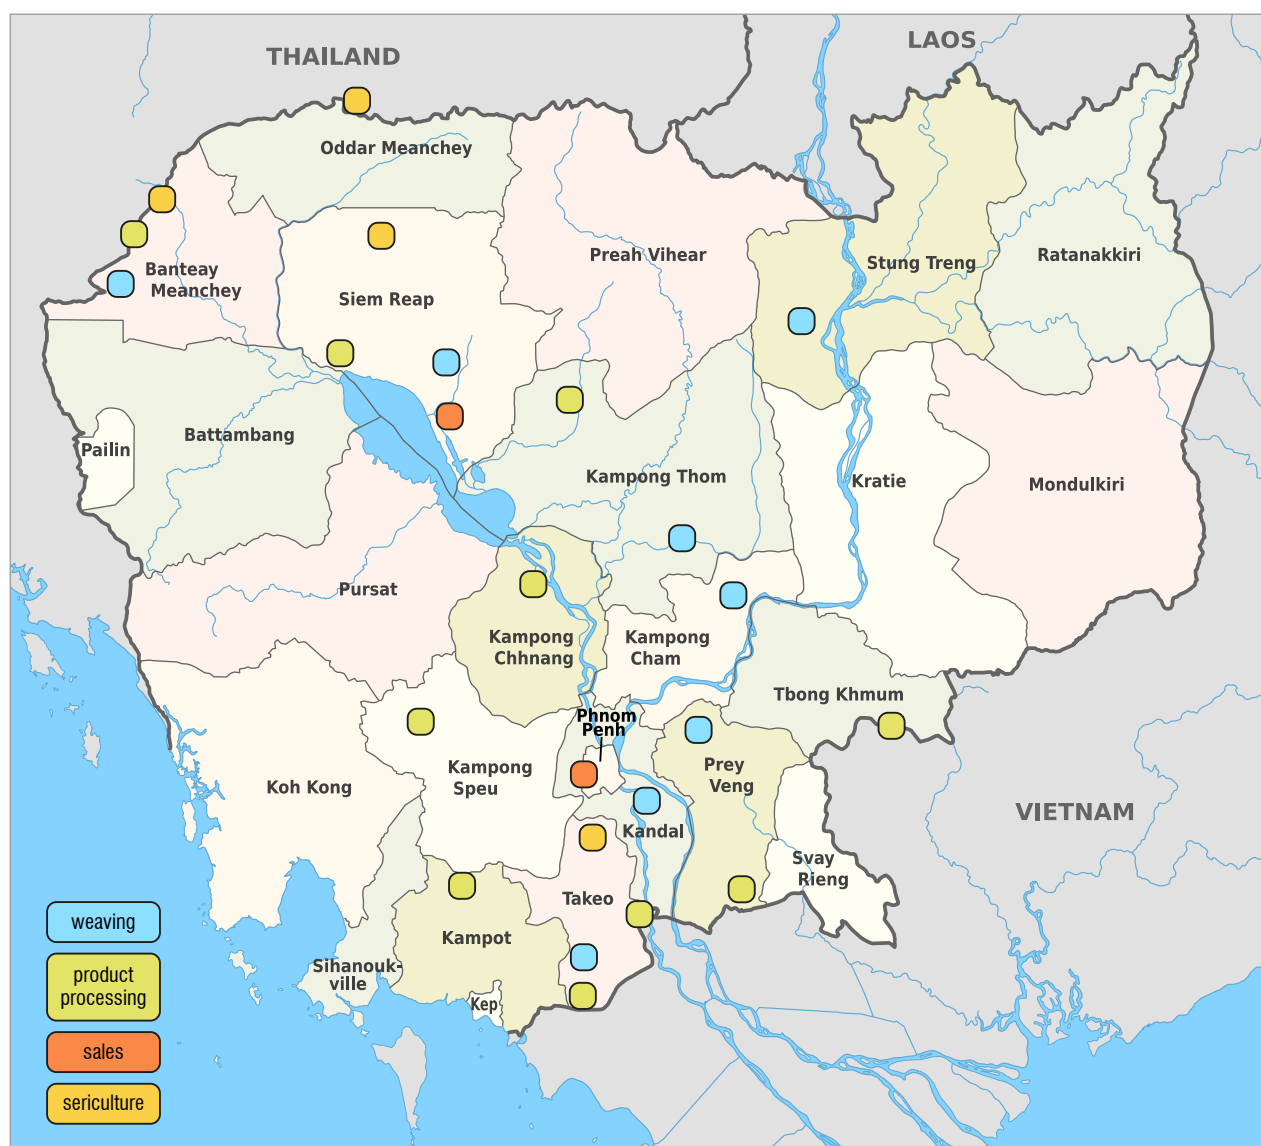 THAILAND
LAOS
Oddar Meanchey
Preah Vihear
Stung Treng
Ratanakkiri
Banteay
Meanchey
Siem Reap
Battambang
Pailin
Kampong Thom
Kratie
Mondulkiri
Pursat
Kampong
Chhnang
Kampong
Cham
Tbong Khmum
Phnom
Penh
Koh Kong
Kampong
Speu
Prey
Veng
Kandal
VIETNAM
Svay
Rieng
Takeo
Kampot
Sihanouk-
ville
Kep
weaving
product
processing
sales
sericulture